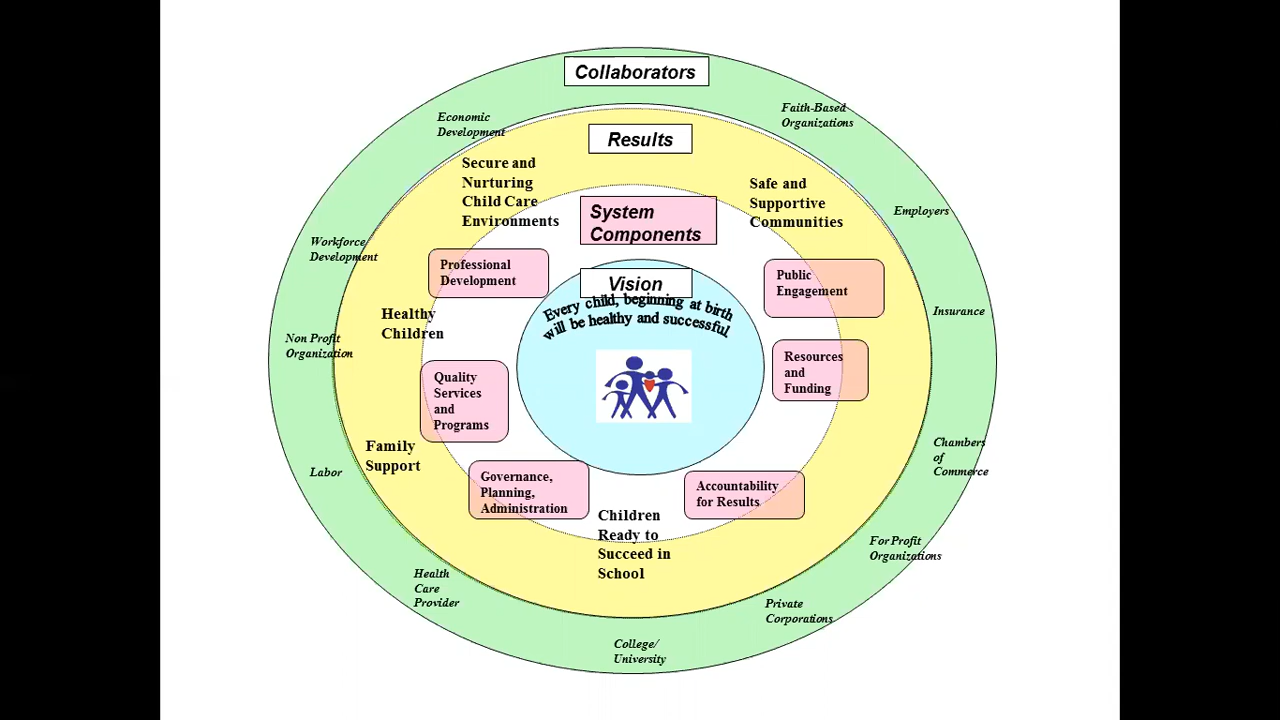 Collaborators
Faith-Based
Organizations
Economic
Development
Results
Secure and
Nurturing
Child Care
Environments
Safe and
Supportive
Communities
Employers
System
Components
Workforce
Development
Professional
Development
Public
Engagement
Vision
Every child, beginning at birth
will be healthy and successful
Healthy
Children
Insurance
Non Profit
Organization
Resources
and
Funding
Quality
Services
and
Programs
Family
Support
Chambers
of
Commerce
Labor
Governance,
Planning,
Administration
Accountability
for Results
Children
Ready to
Succeed in
School
For Profit
Organizations
Health
Care
Provider
Private
Corporations
College/
University